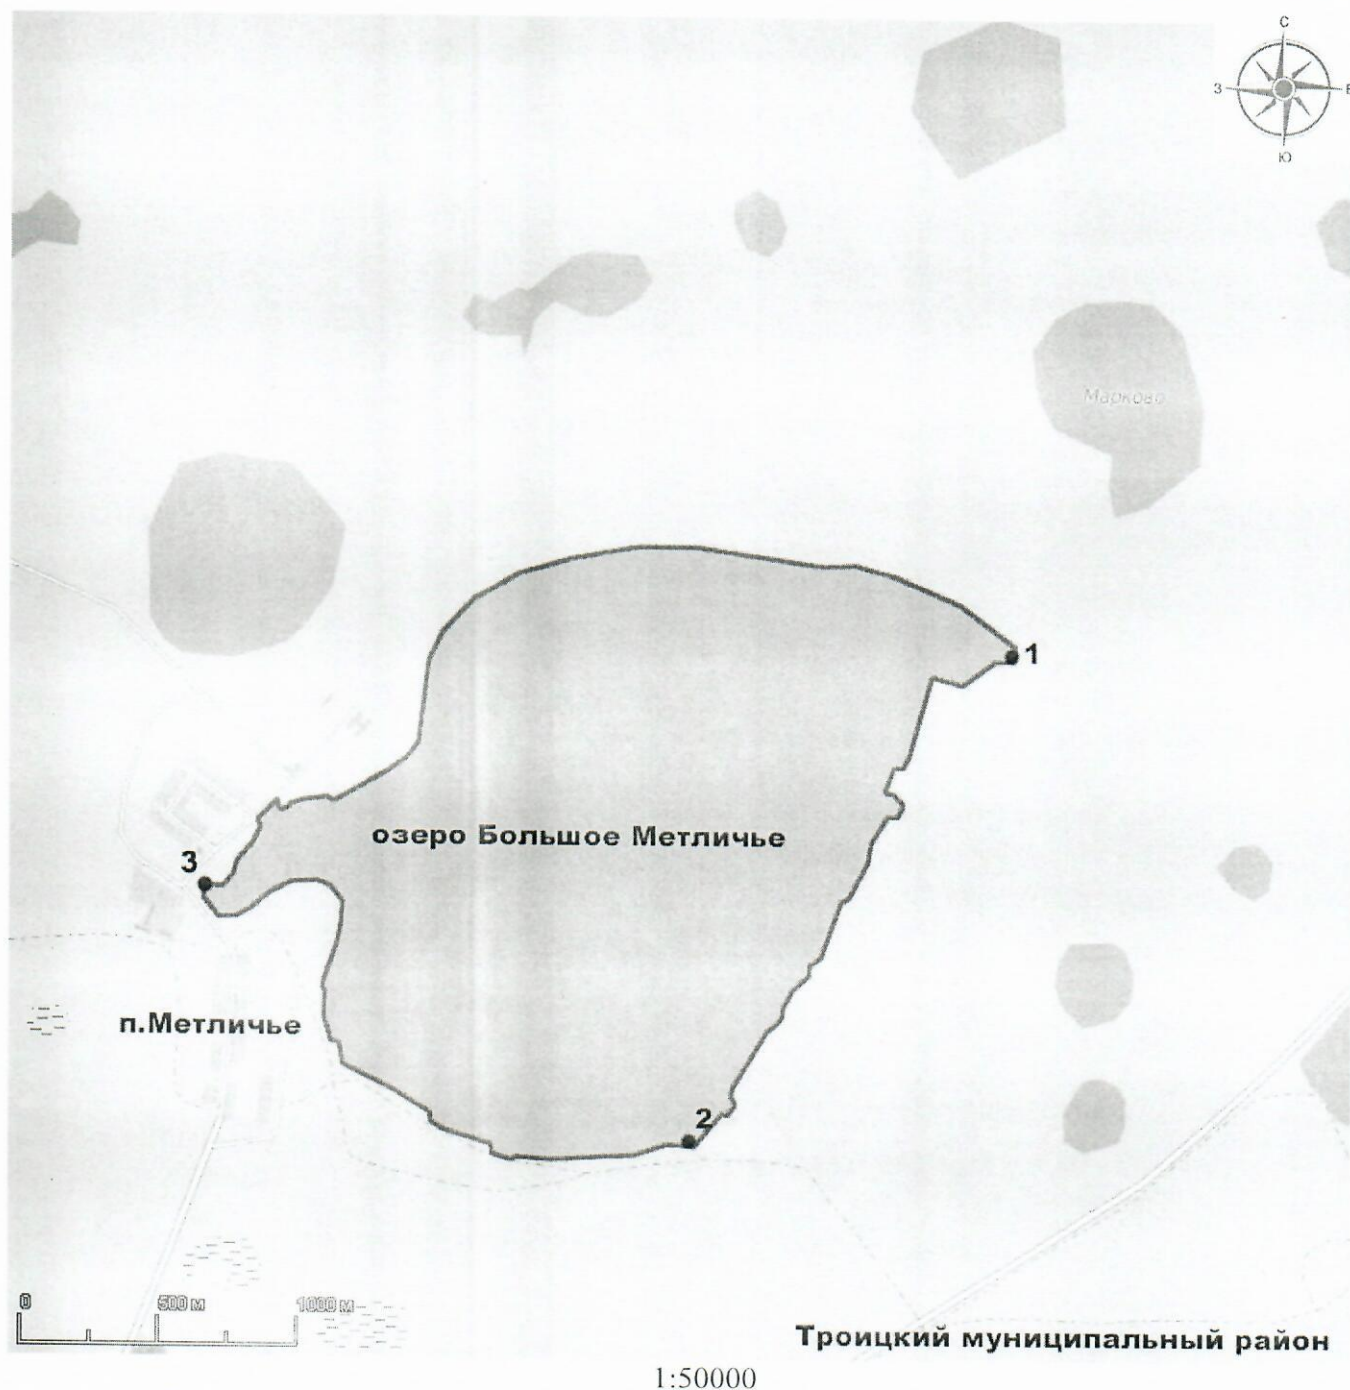 С
З
В
Ю
Марково
1
озеро Большое Метличье
3
п.Метличье
2
0 500 м 1000 м
Троицкий муниципальный район
1:50000